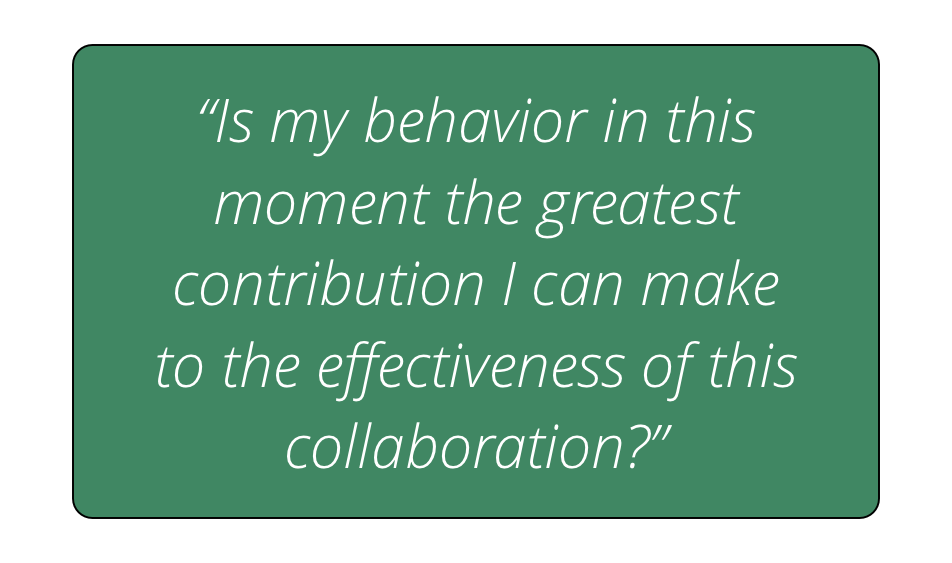 “Is my behavior in this
moment the greatest
contribution I can make
to the effectiveness of this
collaboration?”